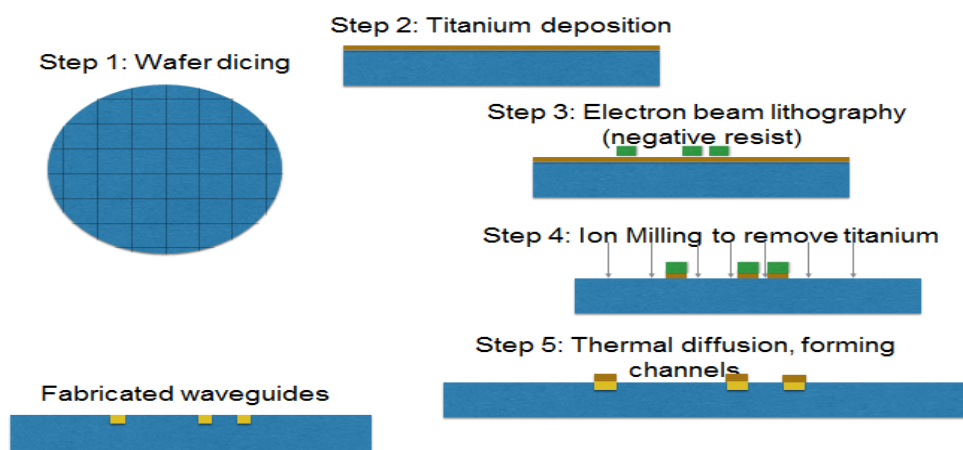 Step 1: Wafer dicing
Step 2: Titanium deposition
Step 3: Electron beam lithography
(negative resist)
Step 4: Ion Milling to remove titanium
Step 5: Thermal diffusion, forming
channels
Fabricated waveguides